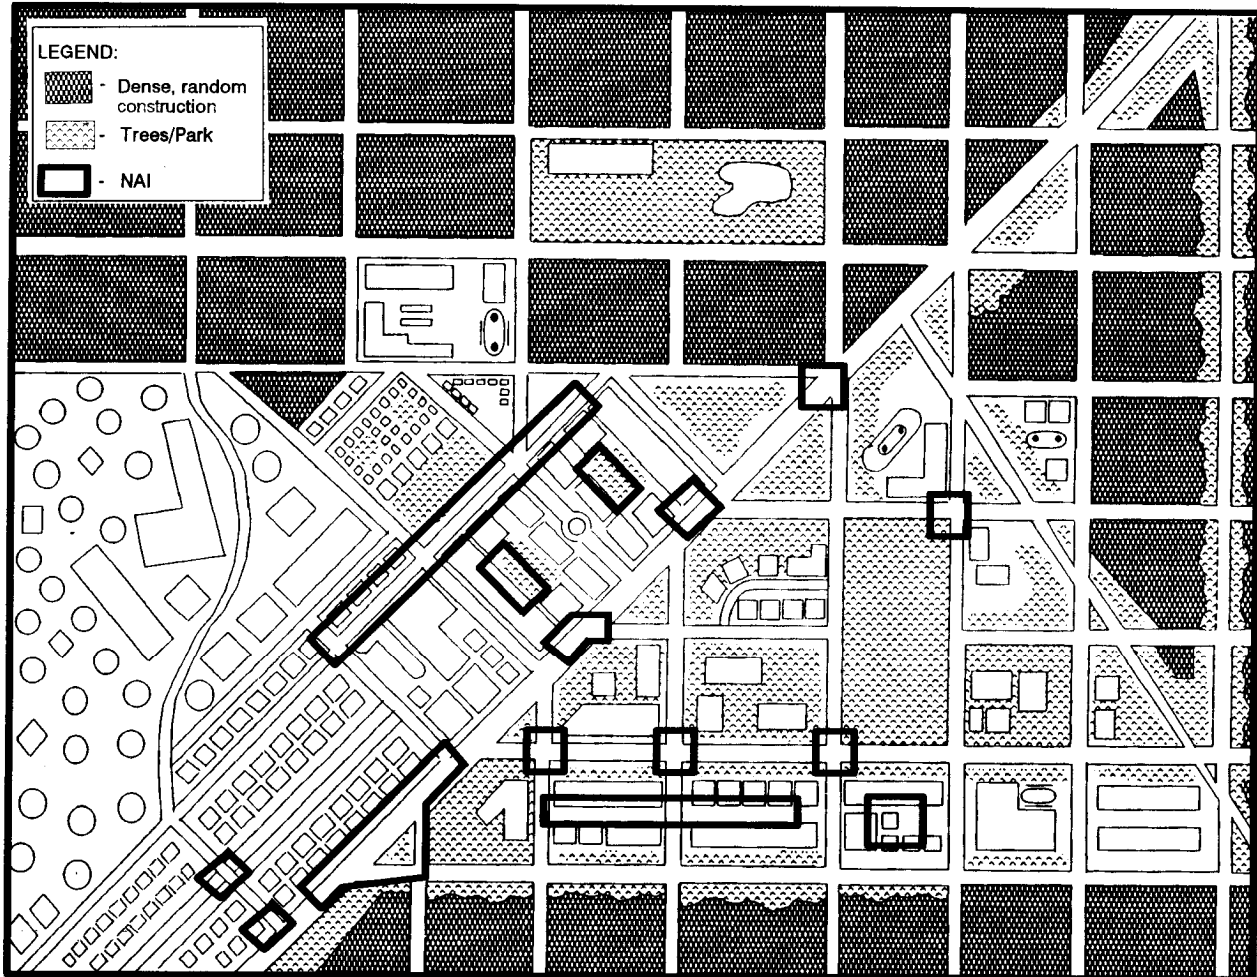 LEGEND:
- Dense, random
construction
- Trees/Park
- NAI